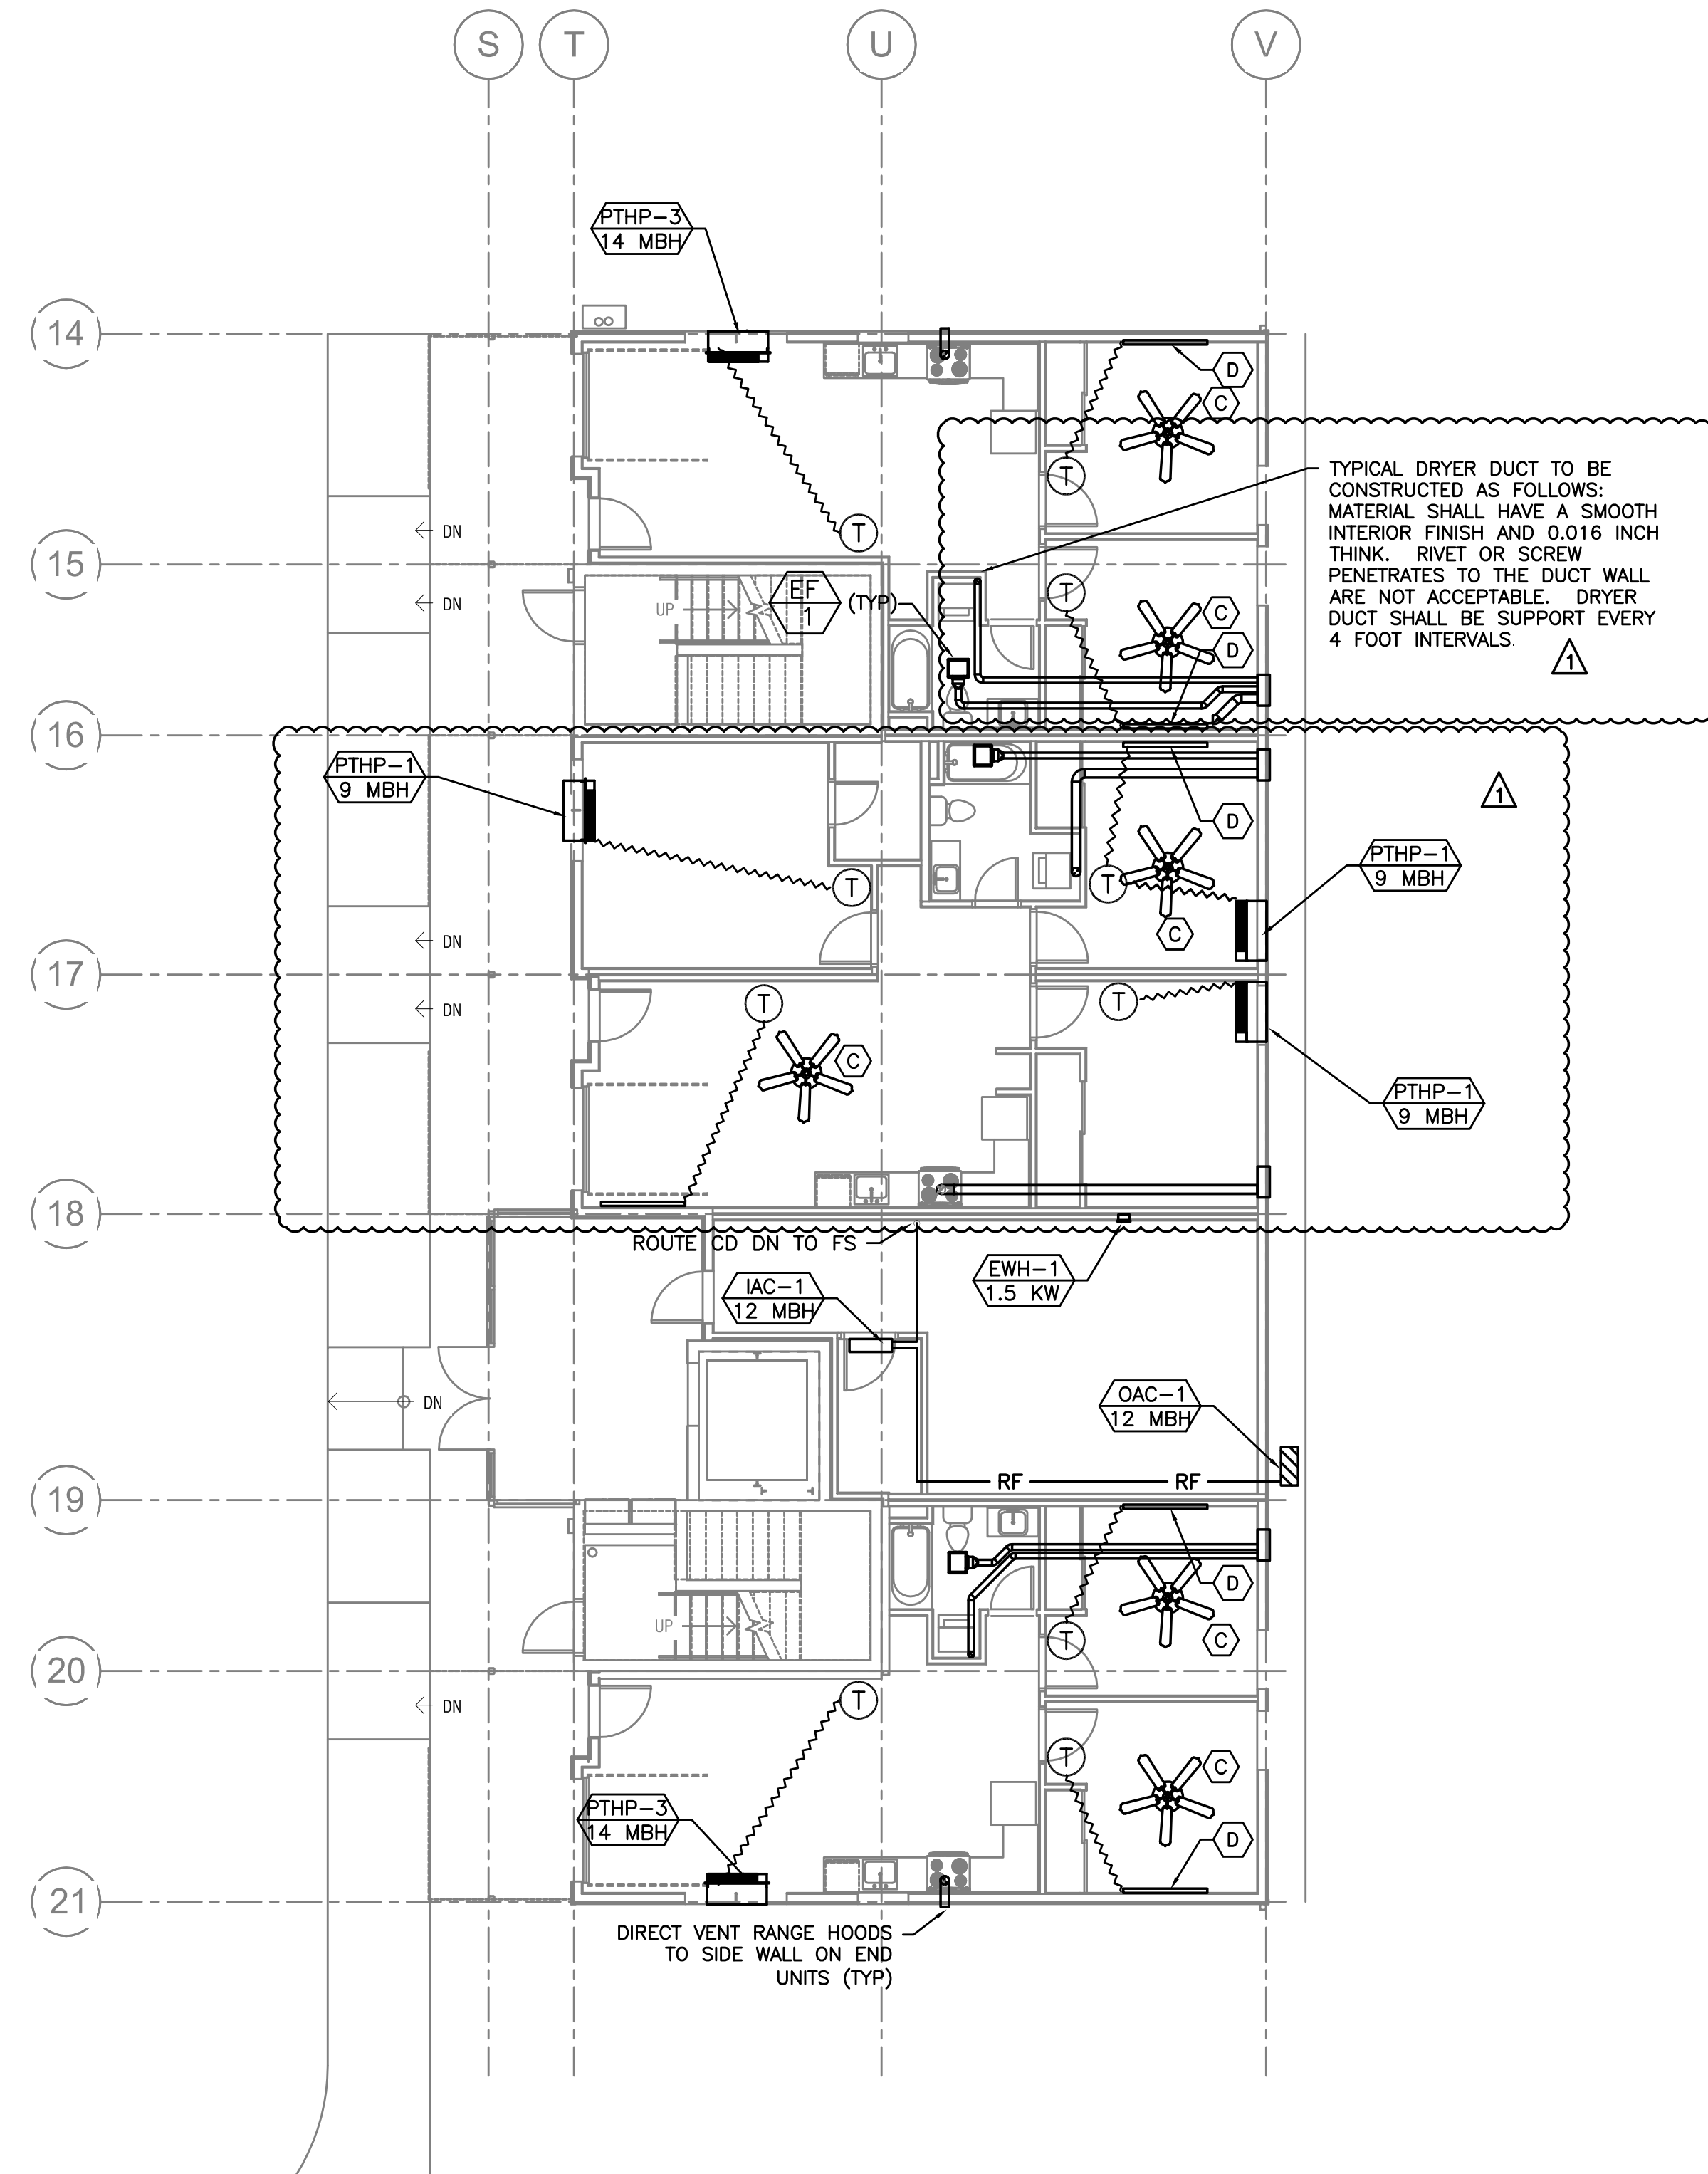 S T U V
PTHP-3
14 MBH
14
D
C
T
TYPICAL DRYER DUCT TO BE
CONSTRUCTED AS FOLLOWS:
MATERIAL SHALL HAVE A SMOOTH
INTERIOR FINISH AND 0.016 INCH
THINK. RIVET OR SCREW
PENETRATES TO THE DUCT WALL
ARE NOT ACCEPTABLE. DRYER
DUCT SHALL BE SUPPORT EVERY
4 FOOT INTERVALS.
1
DN
T
15
DN
UP
EF
1
(TYP)
T
C
D
16
PTHP-1
9 MBH
1
D
PTHP-1
9 MBH
T
T
C
DN
17
DN
T
T
C
PTHP-1
9 MBH
18
ROUTE CD DN TO FS
EWH-1
1.5 KW
IAC-1
12 MBH
DN
OAC-1
12 MBH
RF RF
19
D
UP
T
C
20
DN
T
T
C
PTHP-3
14 MBH
D
21
DIRECT VENT RANGE HOODS
TO SIDE WALL ON END
UNITS (TYP)